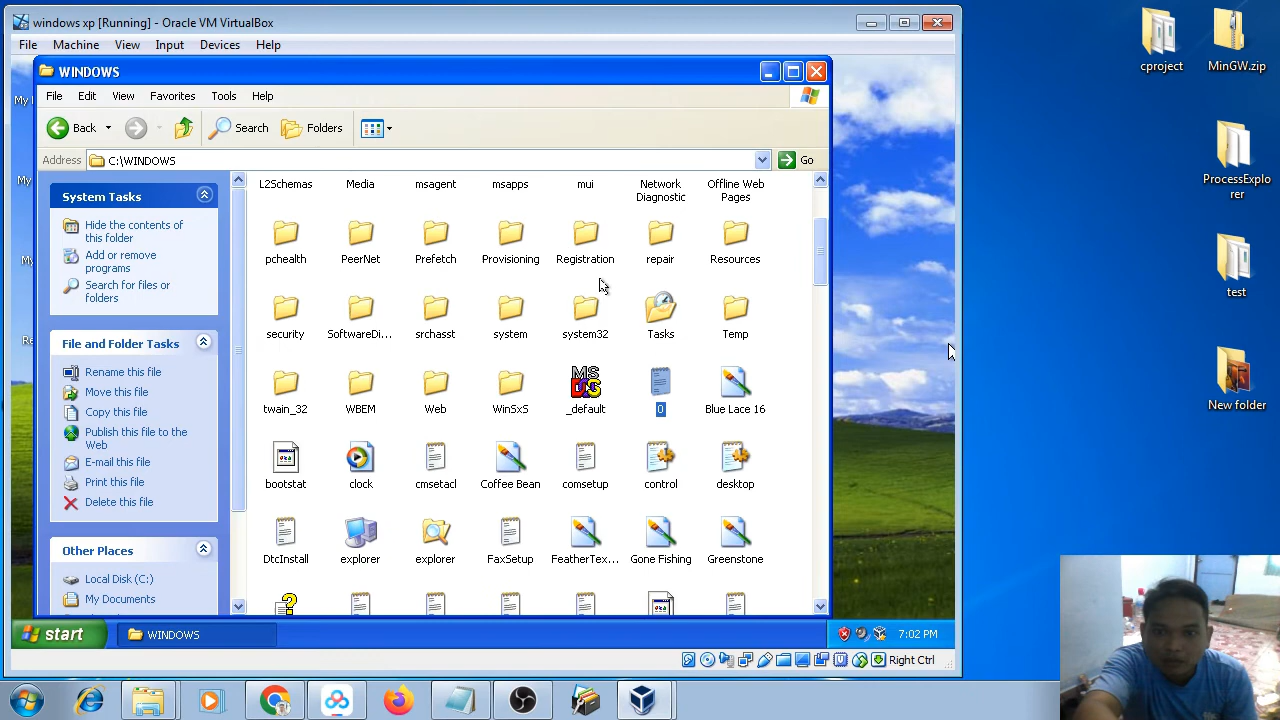 windows xp [Running] - Oracle VM VirtualBox
File Machine View Input Devices Help
WINDOWS
File Edit View Favorites Tools Help
Back Search Folders
Address C:\WINDOWS Go
System Tasks
Hide the contents of
this folder
Add or remove
programs
Search for files or
folders
File and Folder Tasks
Rename this file
Move this file
Copy this file
Publish this file to the
Web
E-mail this file
Print this file
Delete this file
Other Places
Local Disk (C:)
My Documents
L2Schemas Media msagent msapps mui Network
Diagnostic Offline Web
Pages
pchealth PeerNet Prefetch Provisioning Registration repair Resources
security SoftwareDi... srchasst system system32 Tasks Temp
twain_32 WBEM Web WinSxS _default 0 Blue Lace 16
bootstat clock cmsetacl Coffee Bean comsetup control desktop
DtcInstall explorer explorer FaxSetup FeatherTex... Gone Fishing Greenstone
My
My
start WINDOWS 7:02 PM
Right Ctrl
cproject MinGW.zip
ProcessExplo
rer
test
New folder